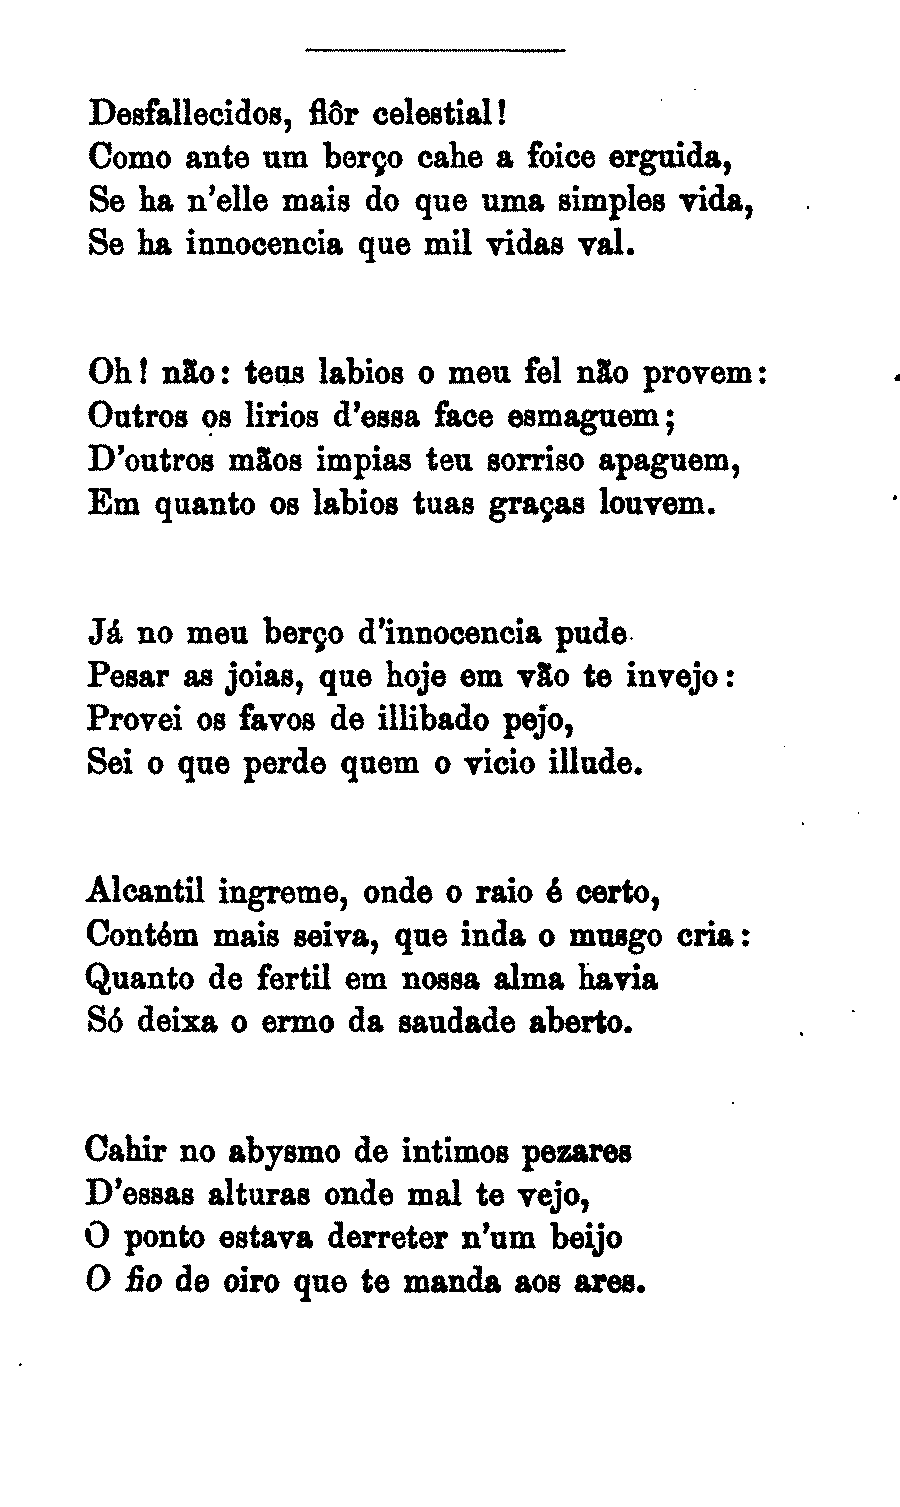 Desfallecidos, flôr celestial!
Como ante um berço cahe a foice erguida,
Se ha n'elle mais do que uma simples vida,
Se ha innocencia que mil vidas val.
Oh! não: teus labios o meu fel não provem:
Outros os lirios d'essa face esmaguem;
D'outros mãos impias teu sorriso apaguem,
Em quanto os labios tuas graças louvem.
Já no meu berço d'innocencia pude
Pesar as joias, que hoje em vão te invejo:
Provei os favos de illibado pejo,
Sei o que perde quem o vicio illude.
Alcantil ingreme, onde o raio é certo,
Contém mais seiva, que inda o musgo cria:
Quanto de fertil em nossa alma havia
Só deixa o ermo da saudade aberto.
Cahir no abysmo de intimos pezares
D'essas alturas onde mal te vejo,
O ponto estava derreter n'um beijo
O fio de oiro que te manda aos ares.